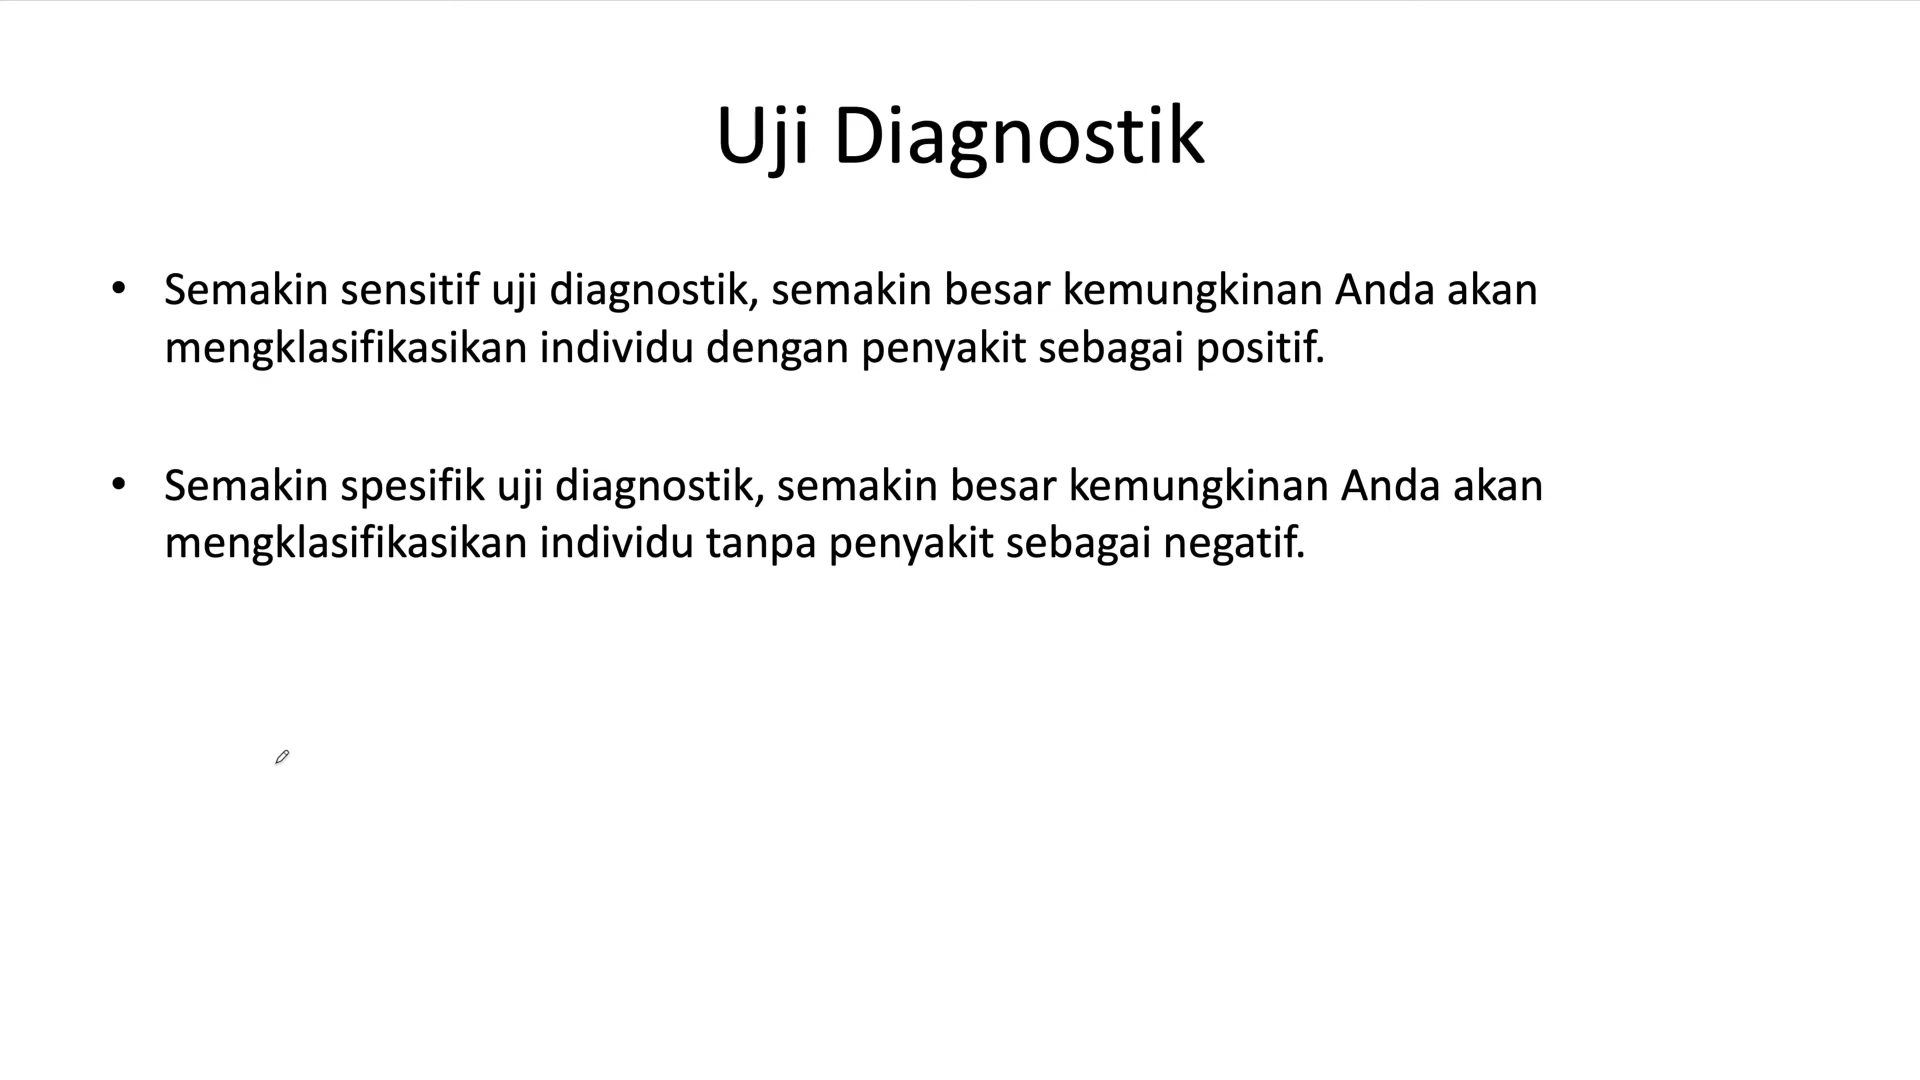 Uji Diagnostik
• Semakin sensitif uji diagnostik, semakin besar kemungkinan Anda akan
mengklasifikasikan individu dengan penyakit sebagai positif.
• Semakin spesifik uji diagnostik, semakin besar kemungkinan Anda akan
mengklasifikasikan individu tanpa penyakit sebagai negatif.